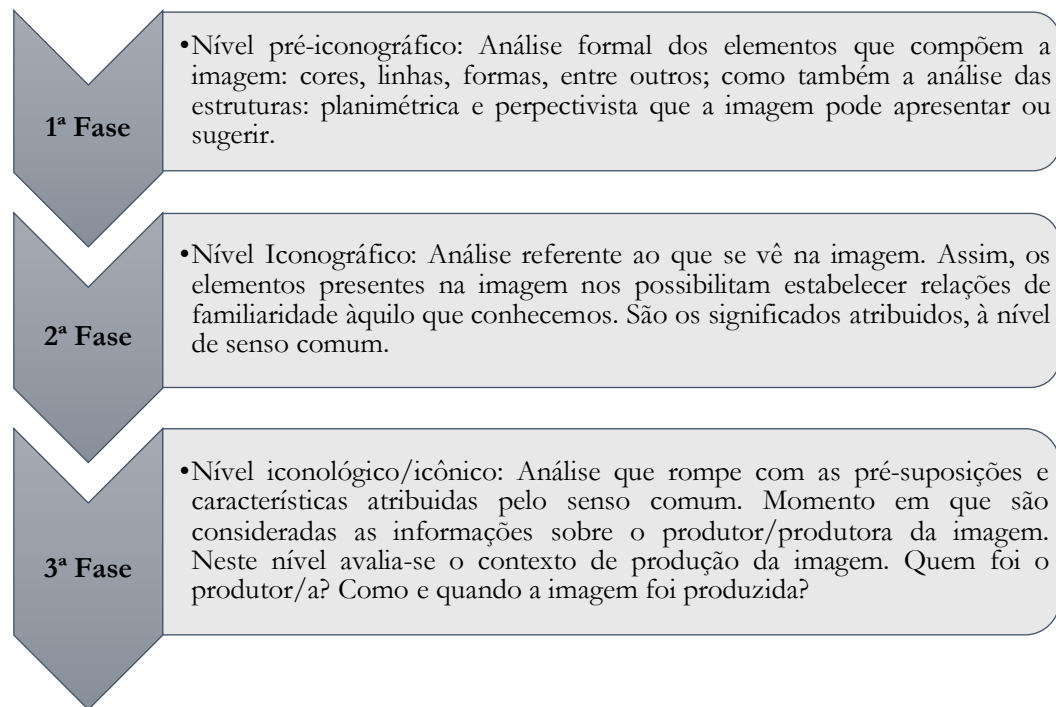 1ª Fase
•Nível pré-iconográfico: Análise formal dos elementos que compõem a
imagem: cores, linhas, formas, entre outros; como também a análise das
estruturas: planimétrica e perpectivista que a imagem pode apresentar ou
sugerir.
2ª Fase
•Nível Iconográfico: Análise referente ao que se vê na imagem. Assim, os
elementos presentes na imagem nos possibilitam estabelecer relações de
familiaridade àquilo que conhecemos. São os significados atribuidos, à nível
de senso comum.
3ª Fase
•Nível iconológico/icônico: Análise que rompe com as pré-suposições e
características atribuidas pelo senso comum. Momento em que são
consideradas as informações sobre o produtor/produtora da imagem.
Neste nível avalia-se o contexto de produção da imagem. Quem foi o
produtor/a? Como e quando a imagem foi produzida?